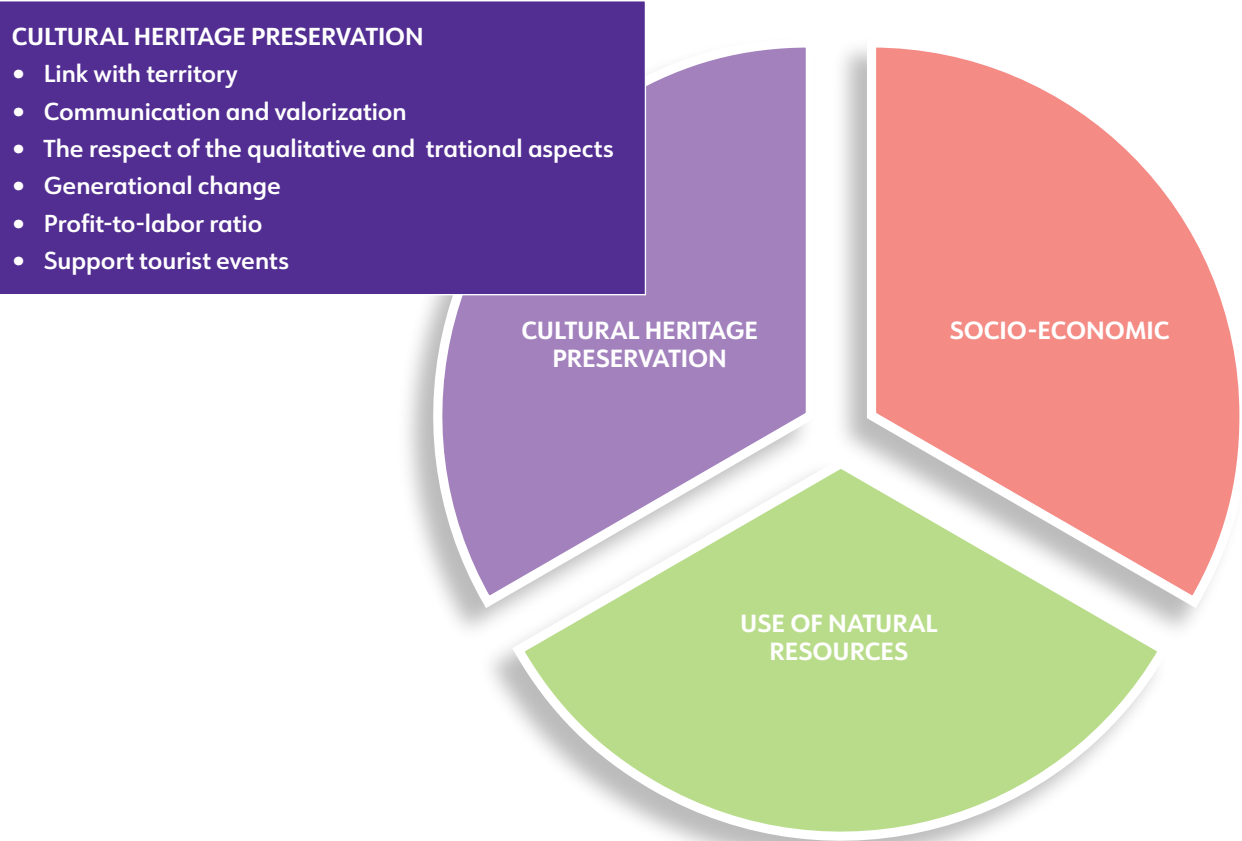 CULTURAL HERITAGE PRESERVATION
• Link with territory
• Communication and valorization
• The respect of the qualitative and trational aspects
• Generational change
• Profit-to-labor ratio
• Support tourist events
CULTURAL HERITAGE
PRESERVATION
SOCIO-ECONOMIC
USE OF NATURAL
RESOURCES